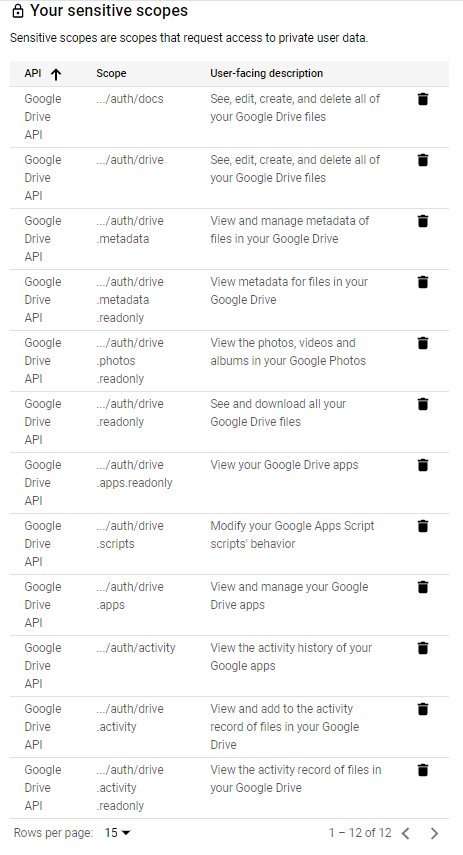 Your sensitive scopes
Sensitive scopes are scopes that request access to private user data.
API Scope User-facing description
Google Drive API .../auth/docs See, edit, create, and delete all of your Google Drive files
Google Drive API .../auth/drive See, edit, create, and delete all of your Google Drive files
Google Drive API .../auth/drive.metadata View and manage metadata of files in your Google Drive
Google Drive API .../auth/drive.metadata.readonly View metadata for files in your Google Drive
Google Drive API .../auth/drive.photos.readonly View the photos, videos and albums in your Google Photos
Google Drive API .../auth/drive.readonly See and download all your Google Drive files
Google Drive API .../auth/drive.apps.readonly View your Google Drive apps
Google Drive API .../auth/drive.scripts Modify your Google Apps Script scripts' behavior
Google Drive API .../auth/drive.apps View and manage your Google Drive apps
Google Drive API .../auth/activity View the activity history of your Google apps
Google Drive API .../auth/drive.activity View and add to the activity record of files in your Google Drive
Google Drive API .../auth/drive.activity.readonly View the activity record of files in your Google Drive
Rows per page: 15 1 – 12 of 12